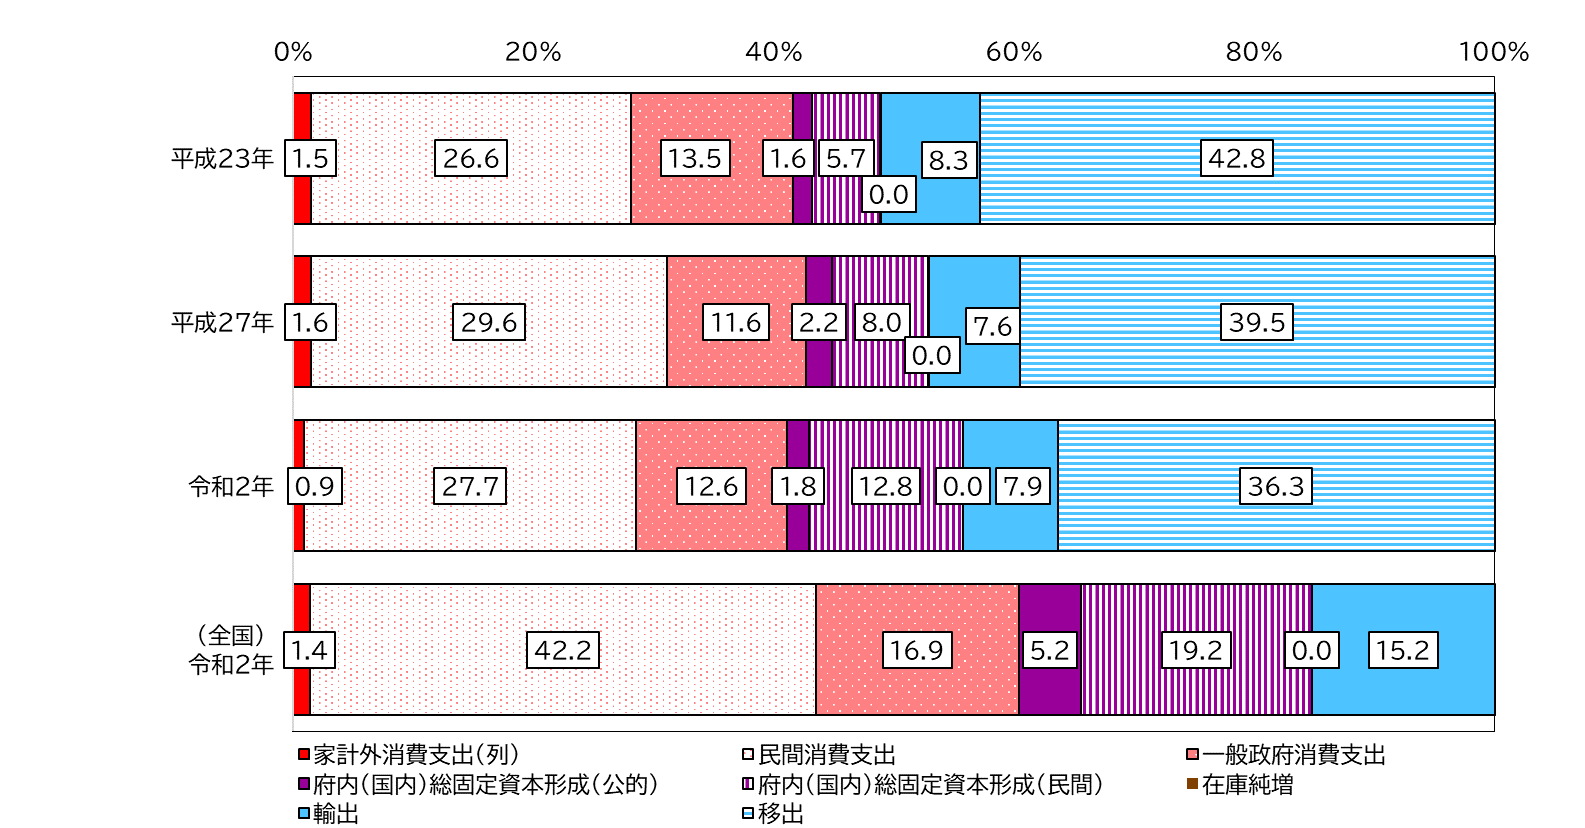 0% 20% 40% 60% 80% 100%
平成23年 1.5 26.6 13.5 1.6 5.7 0.0 8.3 42.8
平成27年 1.6 29.6 11.6 2.2 8.0 0.0 7.6 39.5
令和2年 0.9 27.7 12.6 1.8 12.8 0.0 7.9 36.3
（全国）
令和2年 1.4 42.2 16.9 5.2 19.2 0.0 15.2
家計外消費支出（列） 民間消費支出 一般政府消費支出
府内（国内）総固定資本形成（公的） 府内（国内）総固定資本形成（民間） 在庫純増
輸出 移出